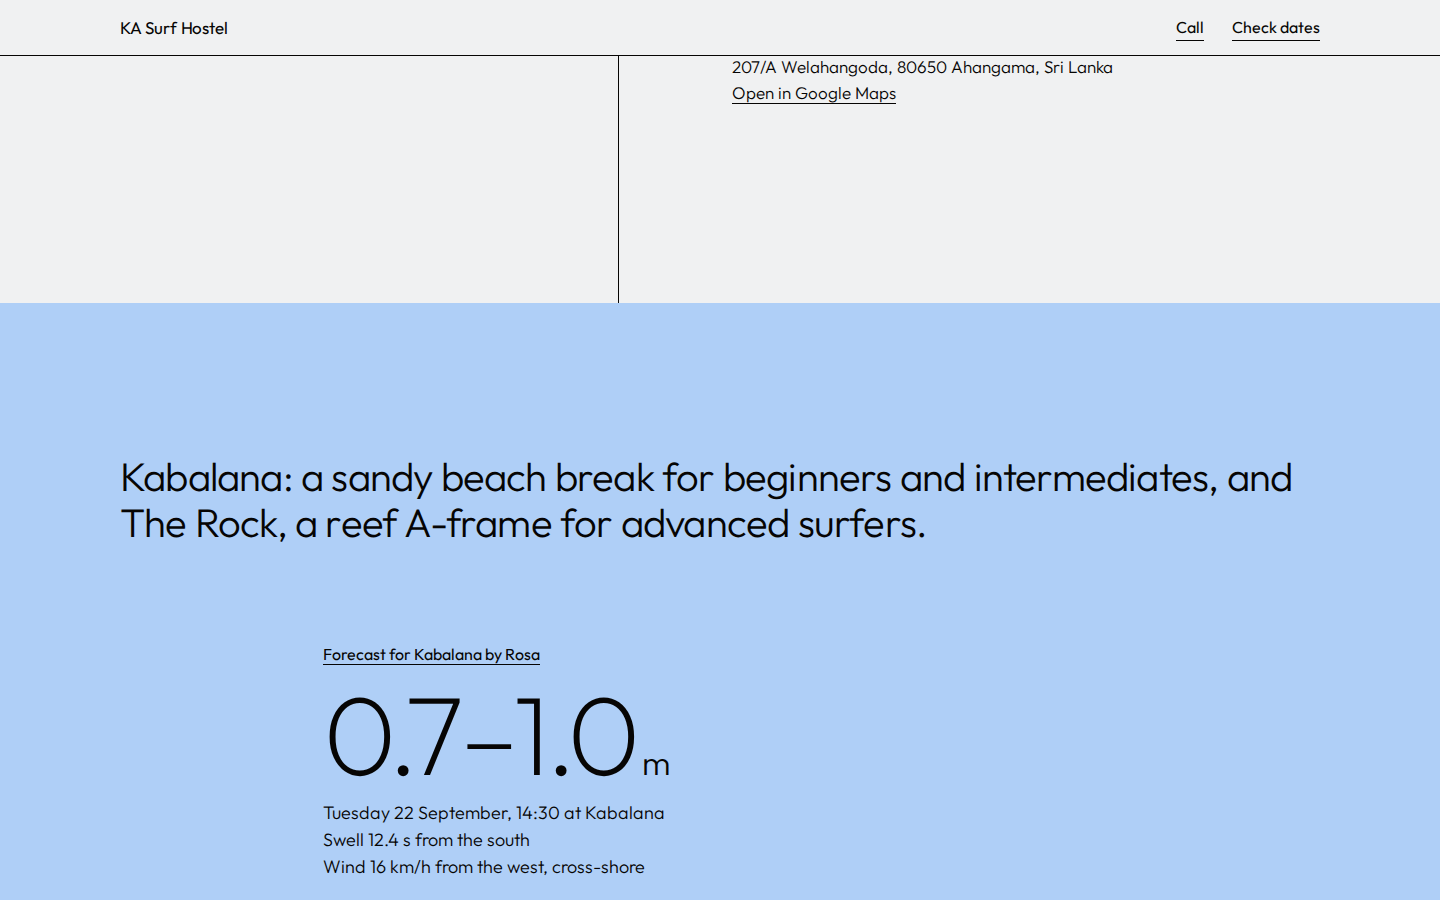 KA Surf Hostel
Call
Check dates
207/A Welahangoda, 80650 Ahangama, Sri Lanka
Open in Google Maps
Kabalana: a sandy beach break for beginners and intermediates, and
The Rock, a reef A-frame for advanced surfers.
Forecast for Kabalana by Rosa
0.7–1.0 m
Tuesday 22 September, 14:30 at Kabalana
Swell 12.4 s from the south
Wind 16 km/h from the west, cross-shore